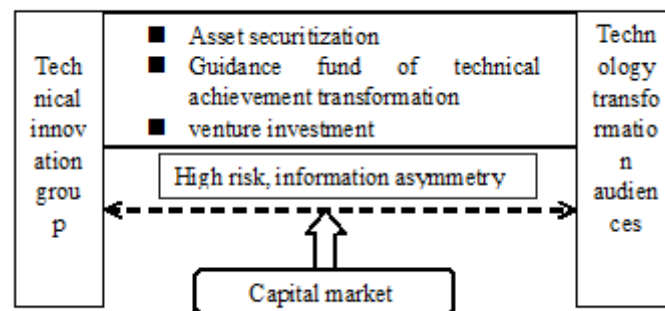 Tech
nical
innov
ation
grou
p
■ Asset securitization
■ Guidance fund of technical
achievement transformation
■ venture investment
High risk, information asymmetry
Capital market
Techn
ology
transfo
rmatio
n
audien
ces